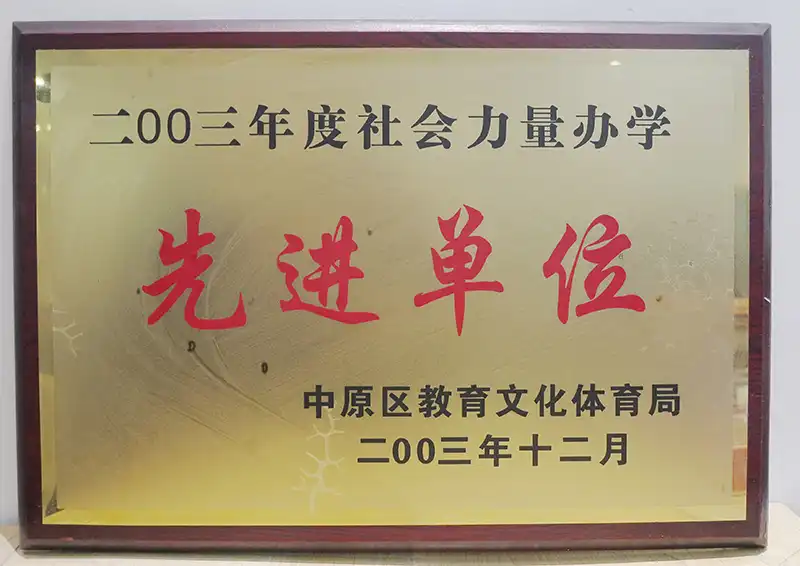 二00三年度社会力量办学
先进单位
中原区教育文化体育局
二00三年十二月